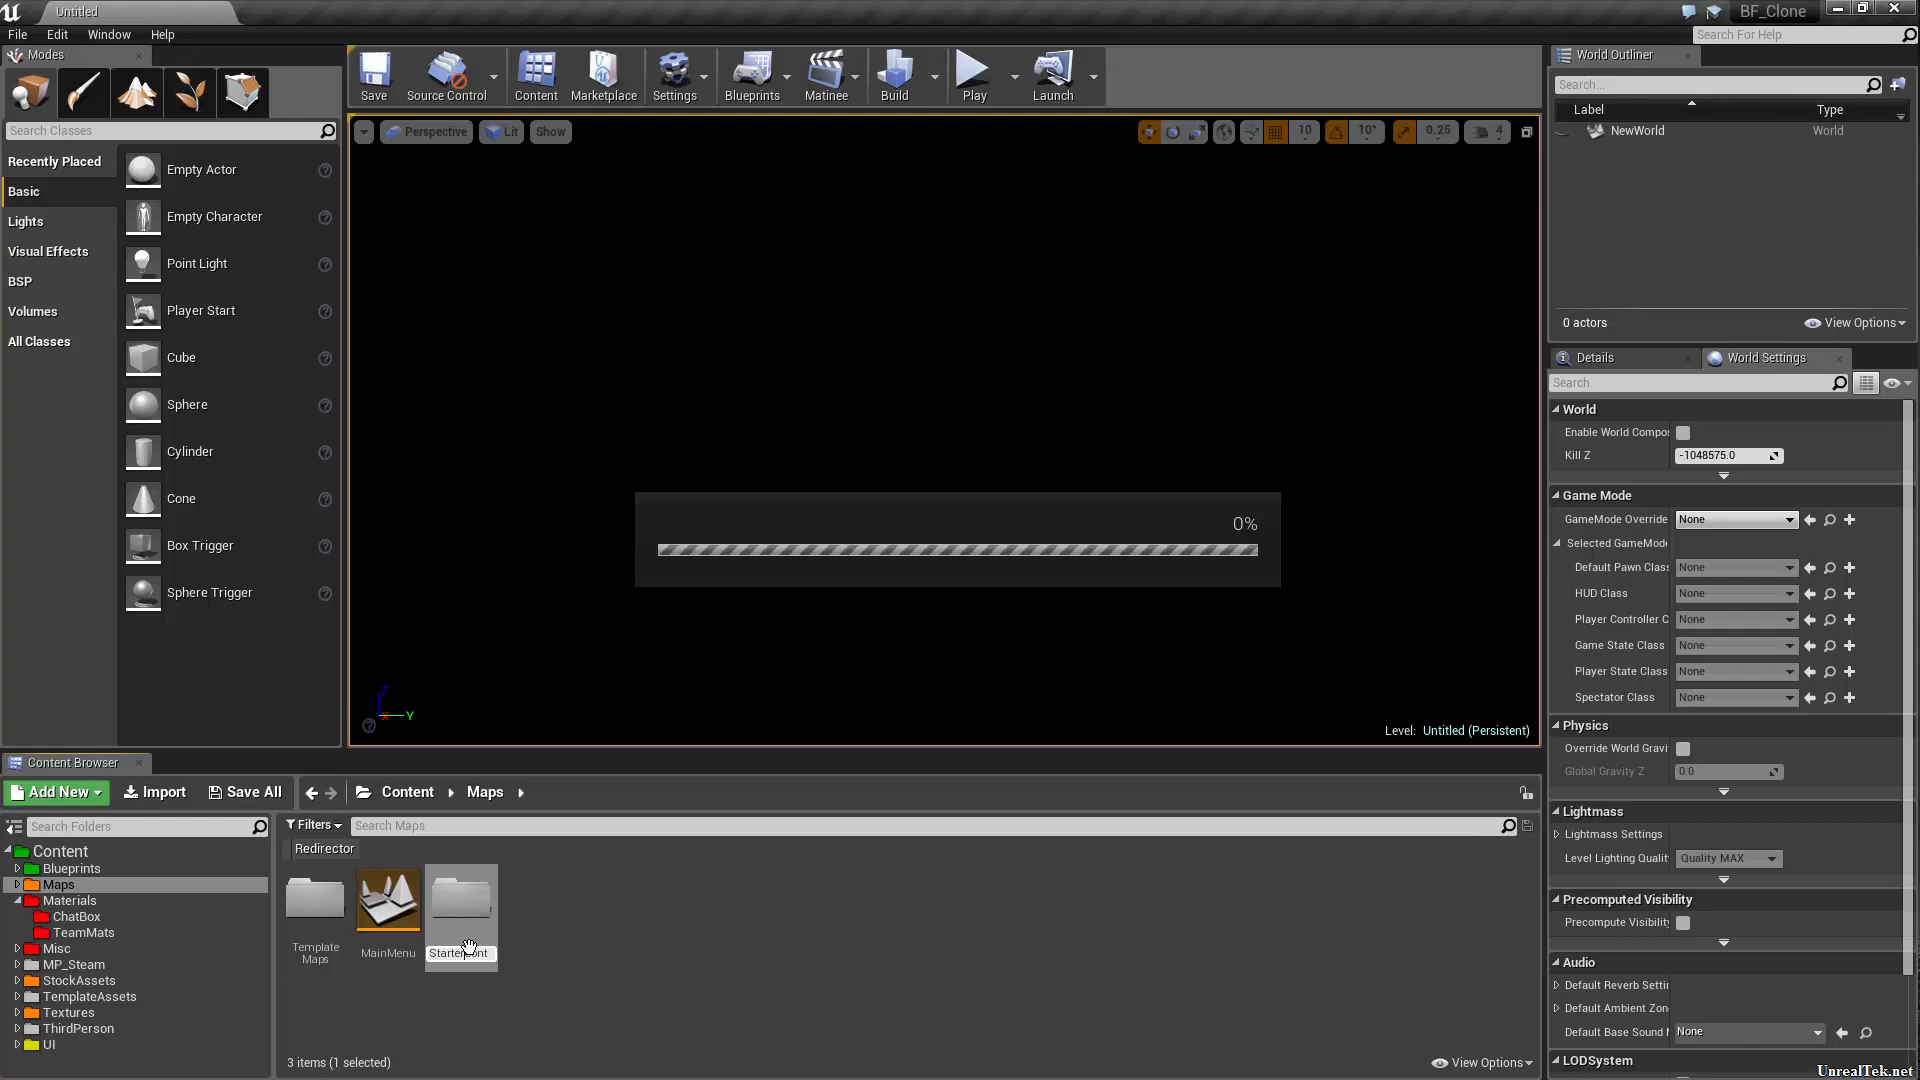 Untitled
BF_Clone
File Edit Window Help
Search For Help
Modes
Save
Source Control
Content
Marketplace
Settings
Blueprints
Matinee
Build
Play
Launch
World Outliner
Search...
Label Type
NewWorld World
0 actors
View Options
Search Classes
Recently Placed
Basic
Lights
Visual Effects
BSP
Volumes
All Classes
Empty Actor
Empty Character
Point Light
Player Start
Cube
Sphere
Cylinder
Cone
Box Trigger
Sphere Trigger
Perspective Lit Show
10 10° 0.25 4
0%
Z
X Y
Level: Untitled (Persistent)
Details World Settings
Search
World
Enable World Compos
Kill Z -1048575.0
Game Mode
GameMode Override None
Selected GameMode
Default Pawn Class None
HUD Class None
Player Controller C None
Game State Class None
Player State Class None
Spectator Class None
Physics
Override World Gravi
Global Gravity Z 0.0
Lightmass
Lightmass Settings
Level Lighting Qualit Quality MAX
Precomputed Visibility
Precompute Visibility
Audio
Default Reverb Settin
Default Ambient Zon
Default Base Sound M None
LODSystem
Content Browser
Add New Import Save All Content Maps
Search Folders
Filters Search Maps
Redirector
Content
Blueprints
Maps
Materials
ChatBox
TeamMats
Misc
MP_Steam
StockAssets
TemplateAssets
Textures
ThirdPerson
UI
Template
Maps
MainMenu
3 items (1 selected)
View Options
UnrealTek.net